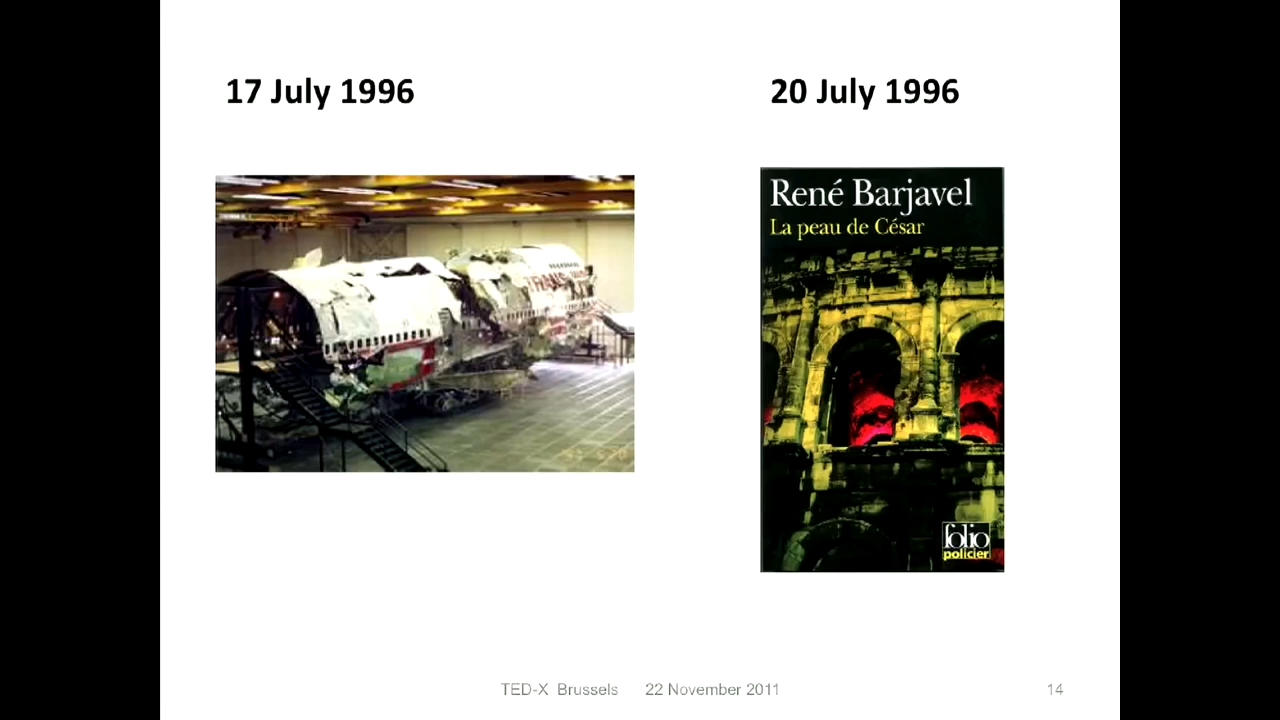 17 July 1996
20 July 1996
René Barjavel
La peau de César
TRANS
folio
policier
TED-X Brussels 22 November 2011
14